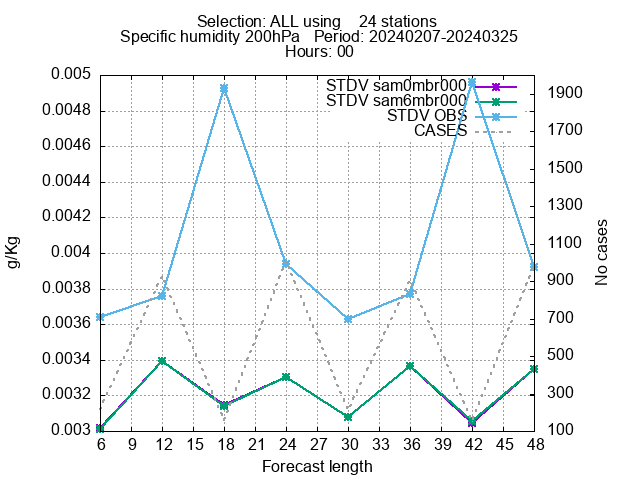 Selection: ALL using    24 stations
Specific humidity 200hPa   Period: 20240207-20240325
Hours: 00
STDV sam0mbr000
STDV sam6mbr000
STDV OBS
CASES
0.005
0.0048
0.0046
0.0044
0.0042
0.004
0.0038
0.0036
0.0034
0.0032
0.003
g/Kg
1900
1700
1500
1300
1100
900
700
500
300
100
No cases
6 12 15 18 21 24 27 30 33 36 39 42 45 48
Forecast length